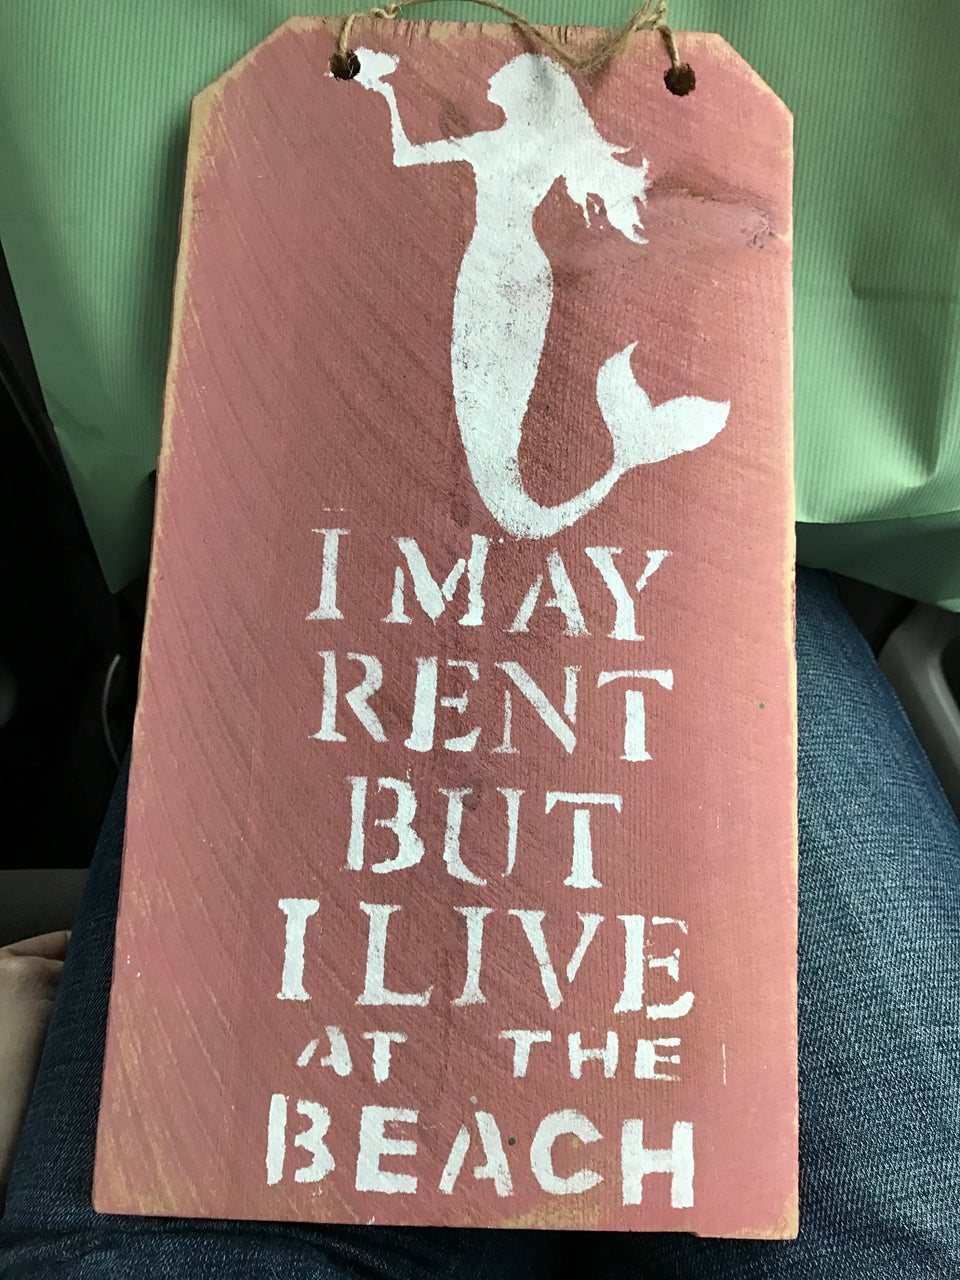 I MAY
RENT
BUT
I LIVE
AT THE
BEACH